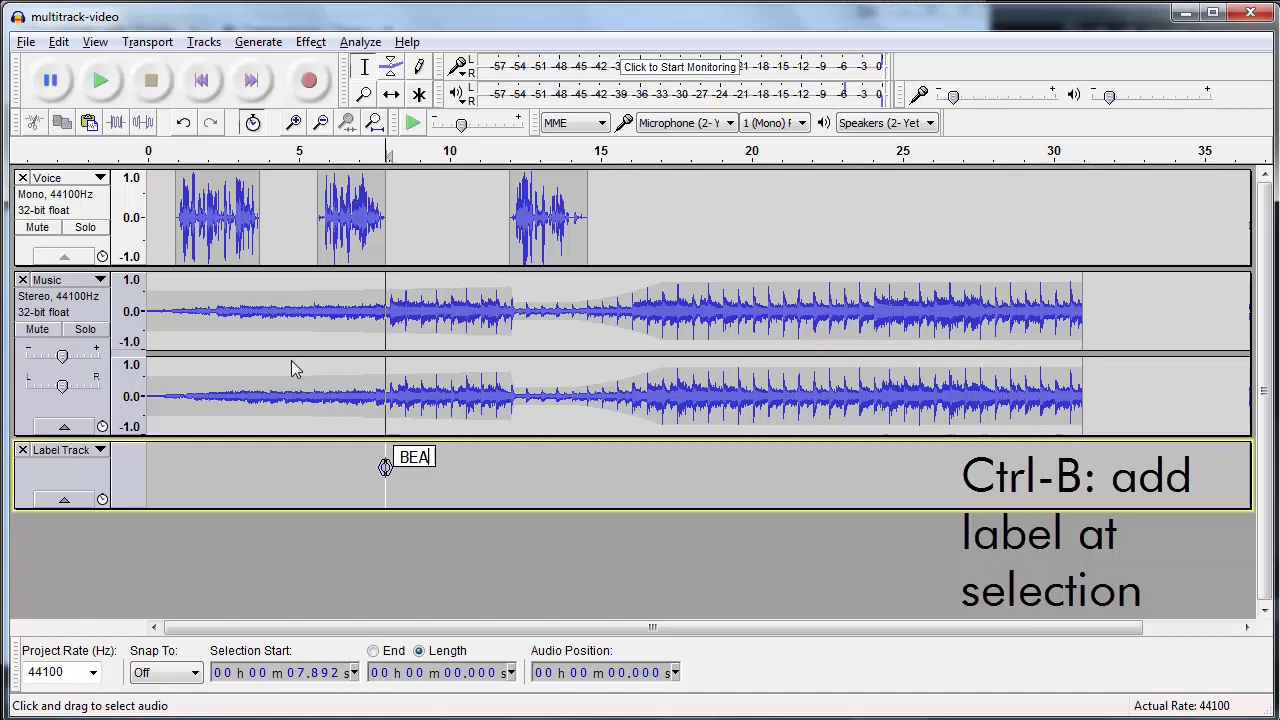 multitrack-video
File Edit View Transport Tracks Generate Effect Analyze Help
L R -57 -54 -51 -48 -45 -42 Click to Start Monitoring -12 -9 -6 -3 0
L R -57 -54 -51 -48 -45 -42 -39 -36 -33 -30 -27 -24 -21 -18 -15 -12 -9 -6 -3 0
- + - +
- + MME Microphone (2- Y 1 (Mono) Speakers (2- Yet
0 5 10 15 20 25 30 35
Voice 1.0
Mono, 44100Hz
32-bit float 0.0
Mute Solo
-1.0
Music 1.0
Stereo, 44100Hz
32-bit float 0.0
Mute Solo
-1.0
- +
1.0
L R
0.0
-1.0
Label Track
BEA
Ctrl-B: add
label at
selection
Project Rate (Hz): Snap To: Selection Start: End Length Audio Position:
44100 Off 00 h 00 m 07.892 s 00 h 00 m 00.000 s 00 h 00 m 00.000 s
Click and drag to select audio Actual Rate: 44100